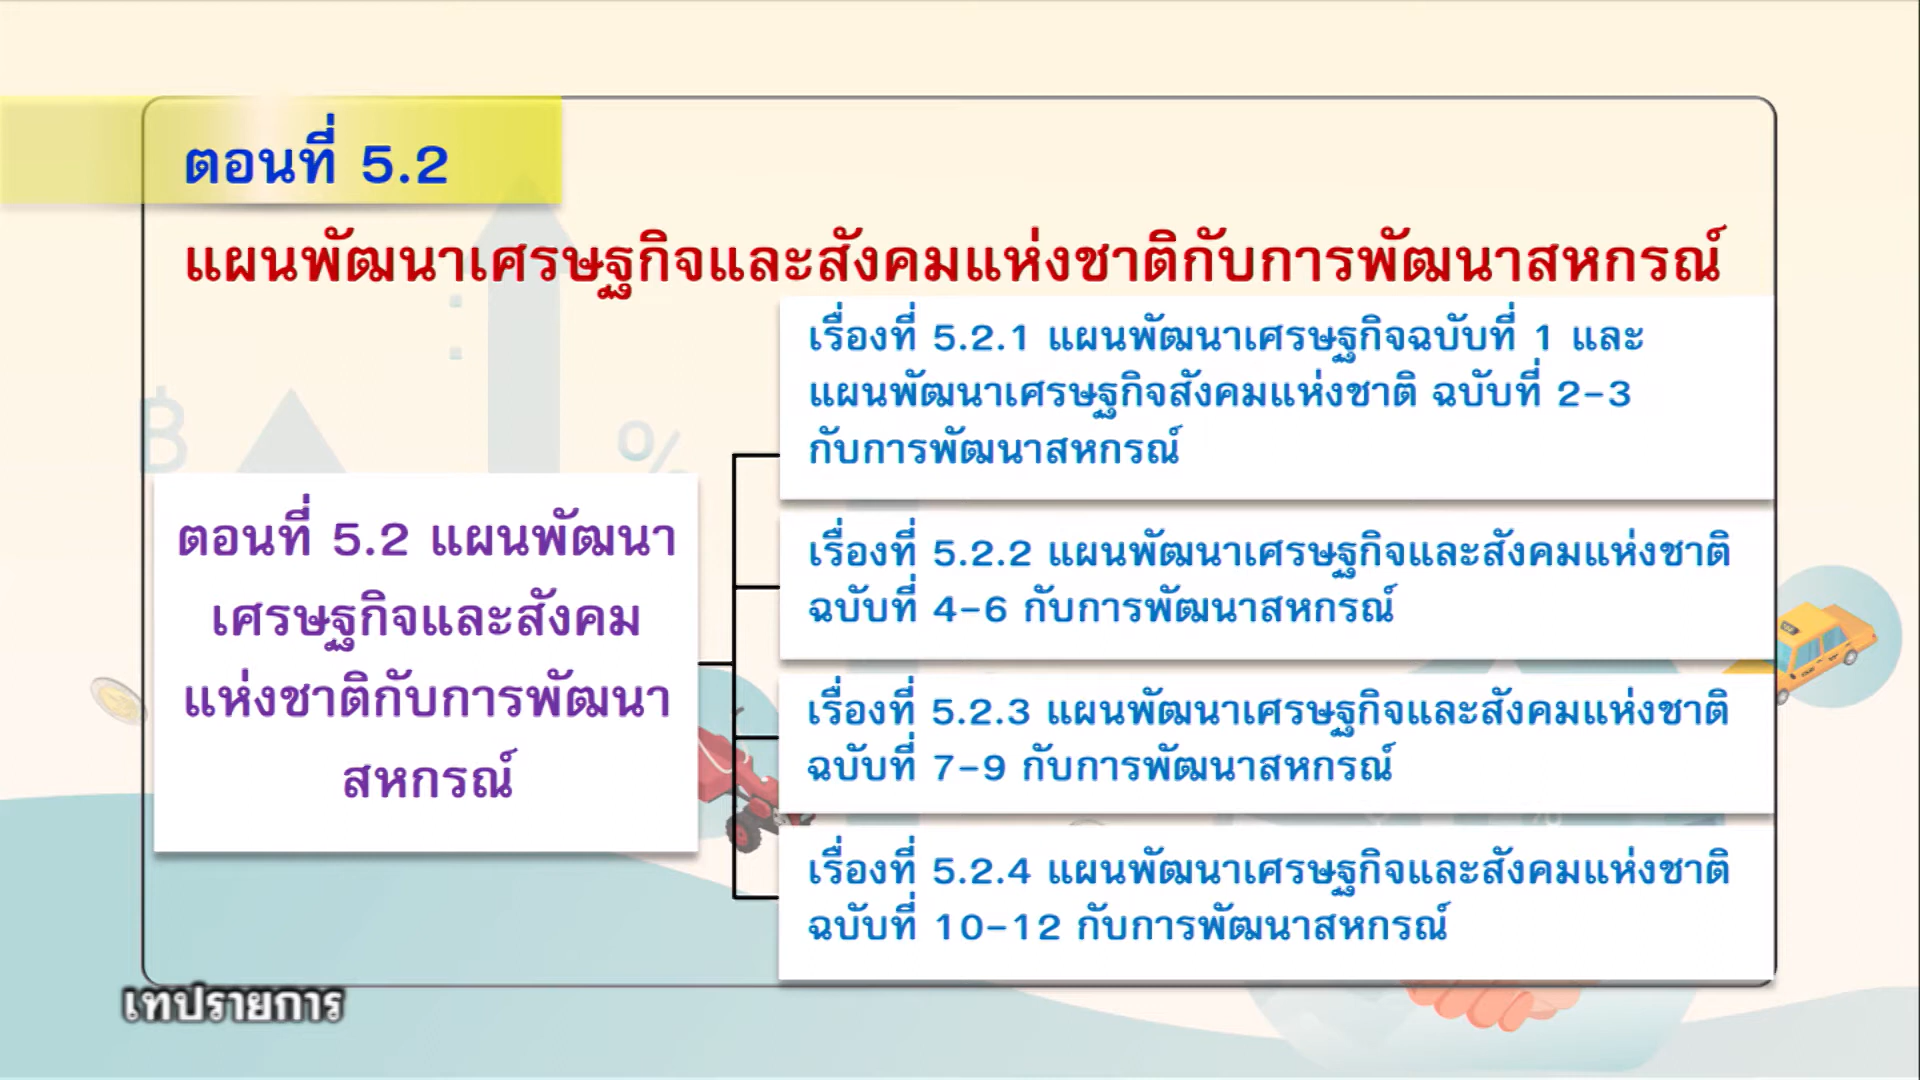 ตอนที่ 5.2
แผนพัฒนาเศรษฐกิจและสังคมแห่งชาติกับการพัฒนาสหกรณ์
ตอนที่ 5.2 แผนพัฒนา
เศรษฐกิจและสังคม
แห่งชาติกับการพัฒนา
สหกรณ์
เรื่องที่ 5.2.1 แผนพัฒนาเศรษฐกิจฉบับที่ 1 และ
แผนพัฒนาเศรษฐกิจสังคมแห่งชาติ ฉบับที่ 2-3
กับการพัฒนาสหกรณ์
เรื่องที่ 5.2.2 แผนพัฒนาเศรษฐกิจและสังคมแห่งชาติ
ฉบับที่ 4-6 กับการพัฒนาสหกรณ์
เรื่องที่ 5.2.3 แผนพัฒนาเศรษฐกิจและสังคมแห่งชาติ
ฉบับที่ 7-9 กับการพัฒนาสหกรณ์
เรื่องที่ 5.2.4 แผนพัฒนาเศรษฐกิจและสังคมแห่งชาติ
ฉบับที่ 10-12 กับการพัฒนาสหกรณ์
เทปรายการ